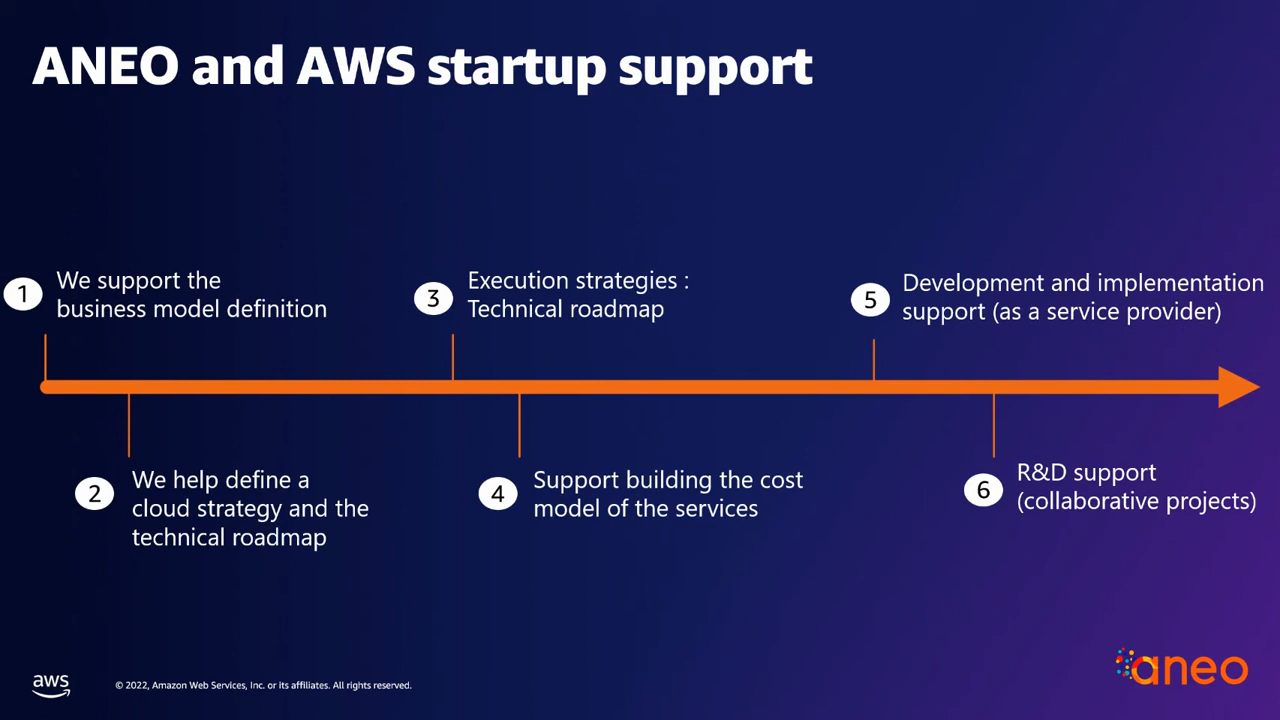 ANEO and AWS startup support
1
We support the
business model definition
2
We help define a
cloud strategy and the
technical roadmap
3
Execution strategies :
Technical roadmap
4
Support building the cost
model of the services
5
Development and implementation
support (as a service provider)
6
R&D support
(collaborative projects)
aws
© 2022, Amazon Web Services, Inc. or its affiliates. All rights reserved.
aneo